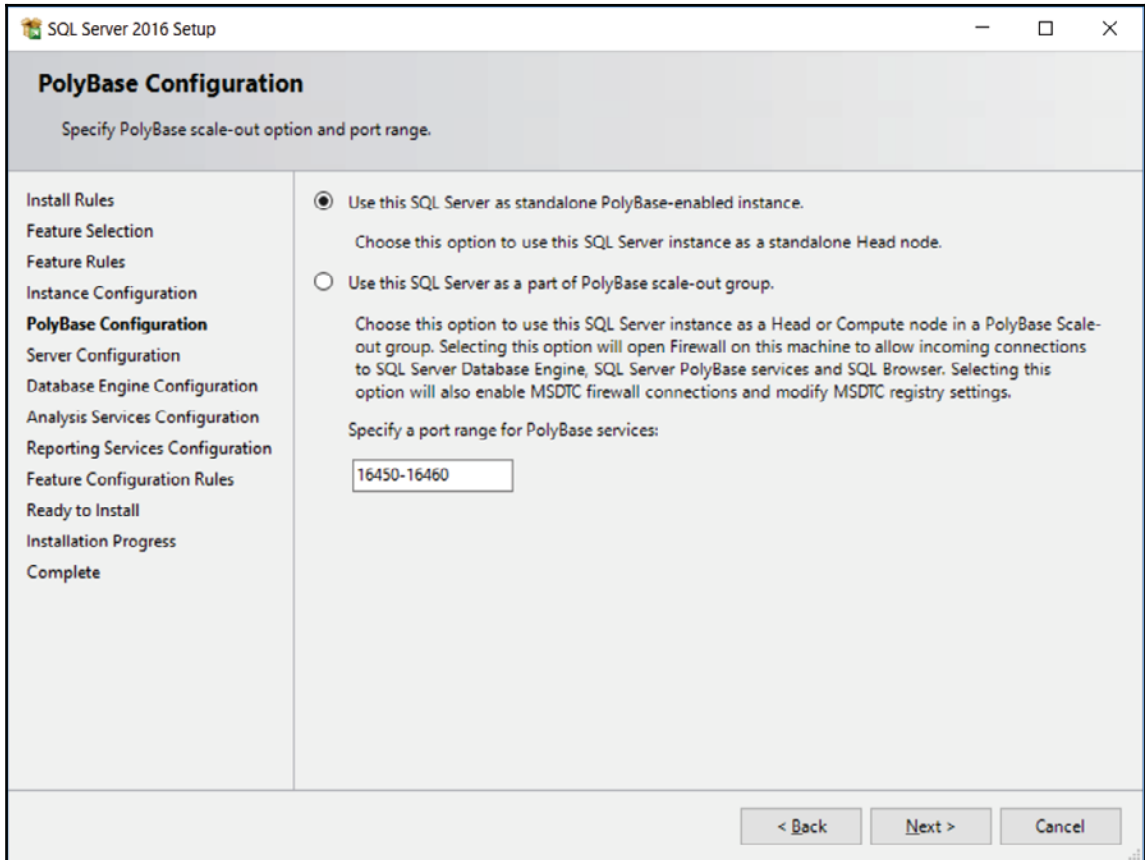 SQL Server 2016 Setup
PolyBase Configuration
Specify PolyBase scale-out option and port range.
Install Rules
Feature Selection
Feature Rules
Instance Configuration
PolyBase Configuration
Server Configuration
Database Engine Configuration
Analysis Services Configuration
Reporting Services Configuration
Feature Configuration Rules
Ready to Install
Installation Progress
Complete
Use this SQL Server as standalone PolyBase-enabled instance.
Choose this option to use this SQL Server instance as a standalone Head node.
Use this SQL Server as a part of PolyBase scale-out group.
Choose this option to use this SQL Server instance as a Head or Compute node in a PolyBase Scale-
out group. Selecting this option will open Firewall on this machine to allow incoming connections
to SQL Server Database Engine, SQL Server PolyBase services and SQL Browser. Selecting this
option will also enable MSDTC firewall connections and modify MSDTC registry settings.
Specify a port range for PolyBase services:
16450-16460
< Back
Next >
Cancel